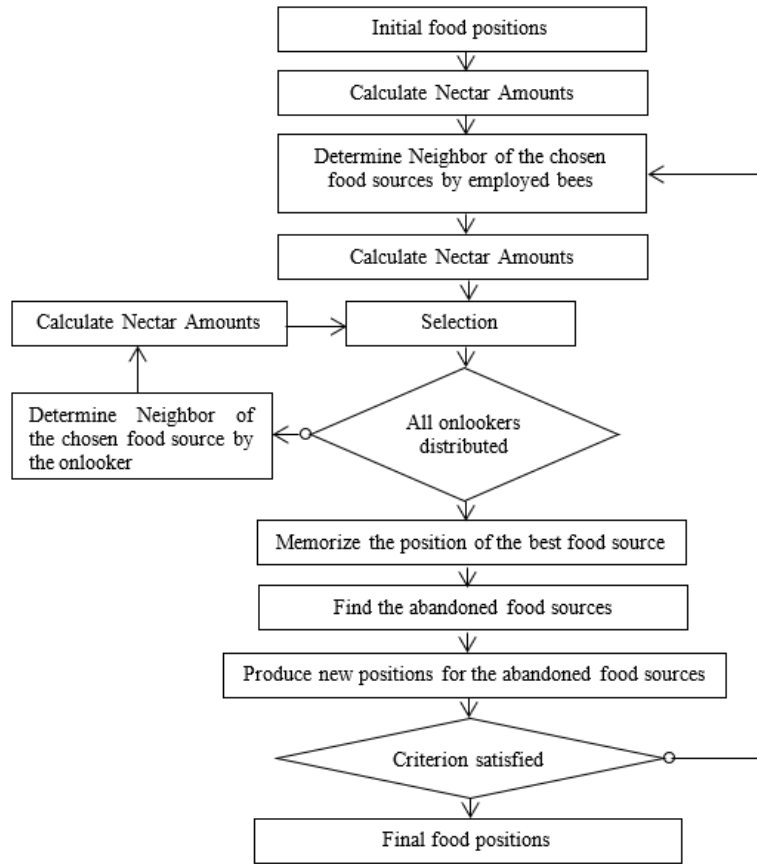 Initial food positions
Calculate Nectar Amounts
Determine Neighbor of the chosen
food sources by employed bees
Calculate Nectar Amounts
Calculate Nectar Amounts
Selection
Determine Neighbor of
the chosen food source by
the onlooker
All onlookers
distributed
Memorize the position of the best food source
Find the abandoned food sources
Produce new positions for the abandoned food sources
Criterion satisfied
Final food positions